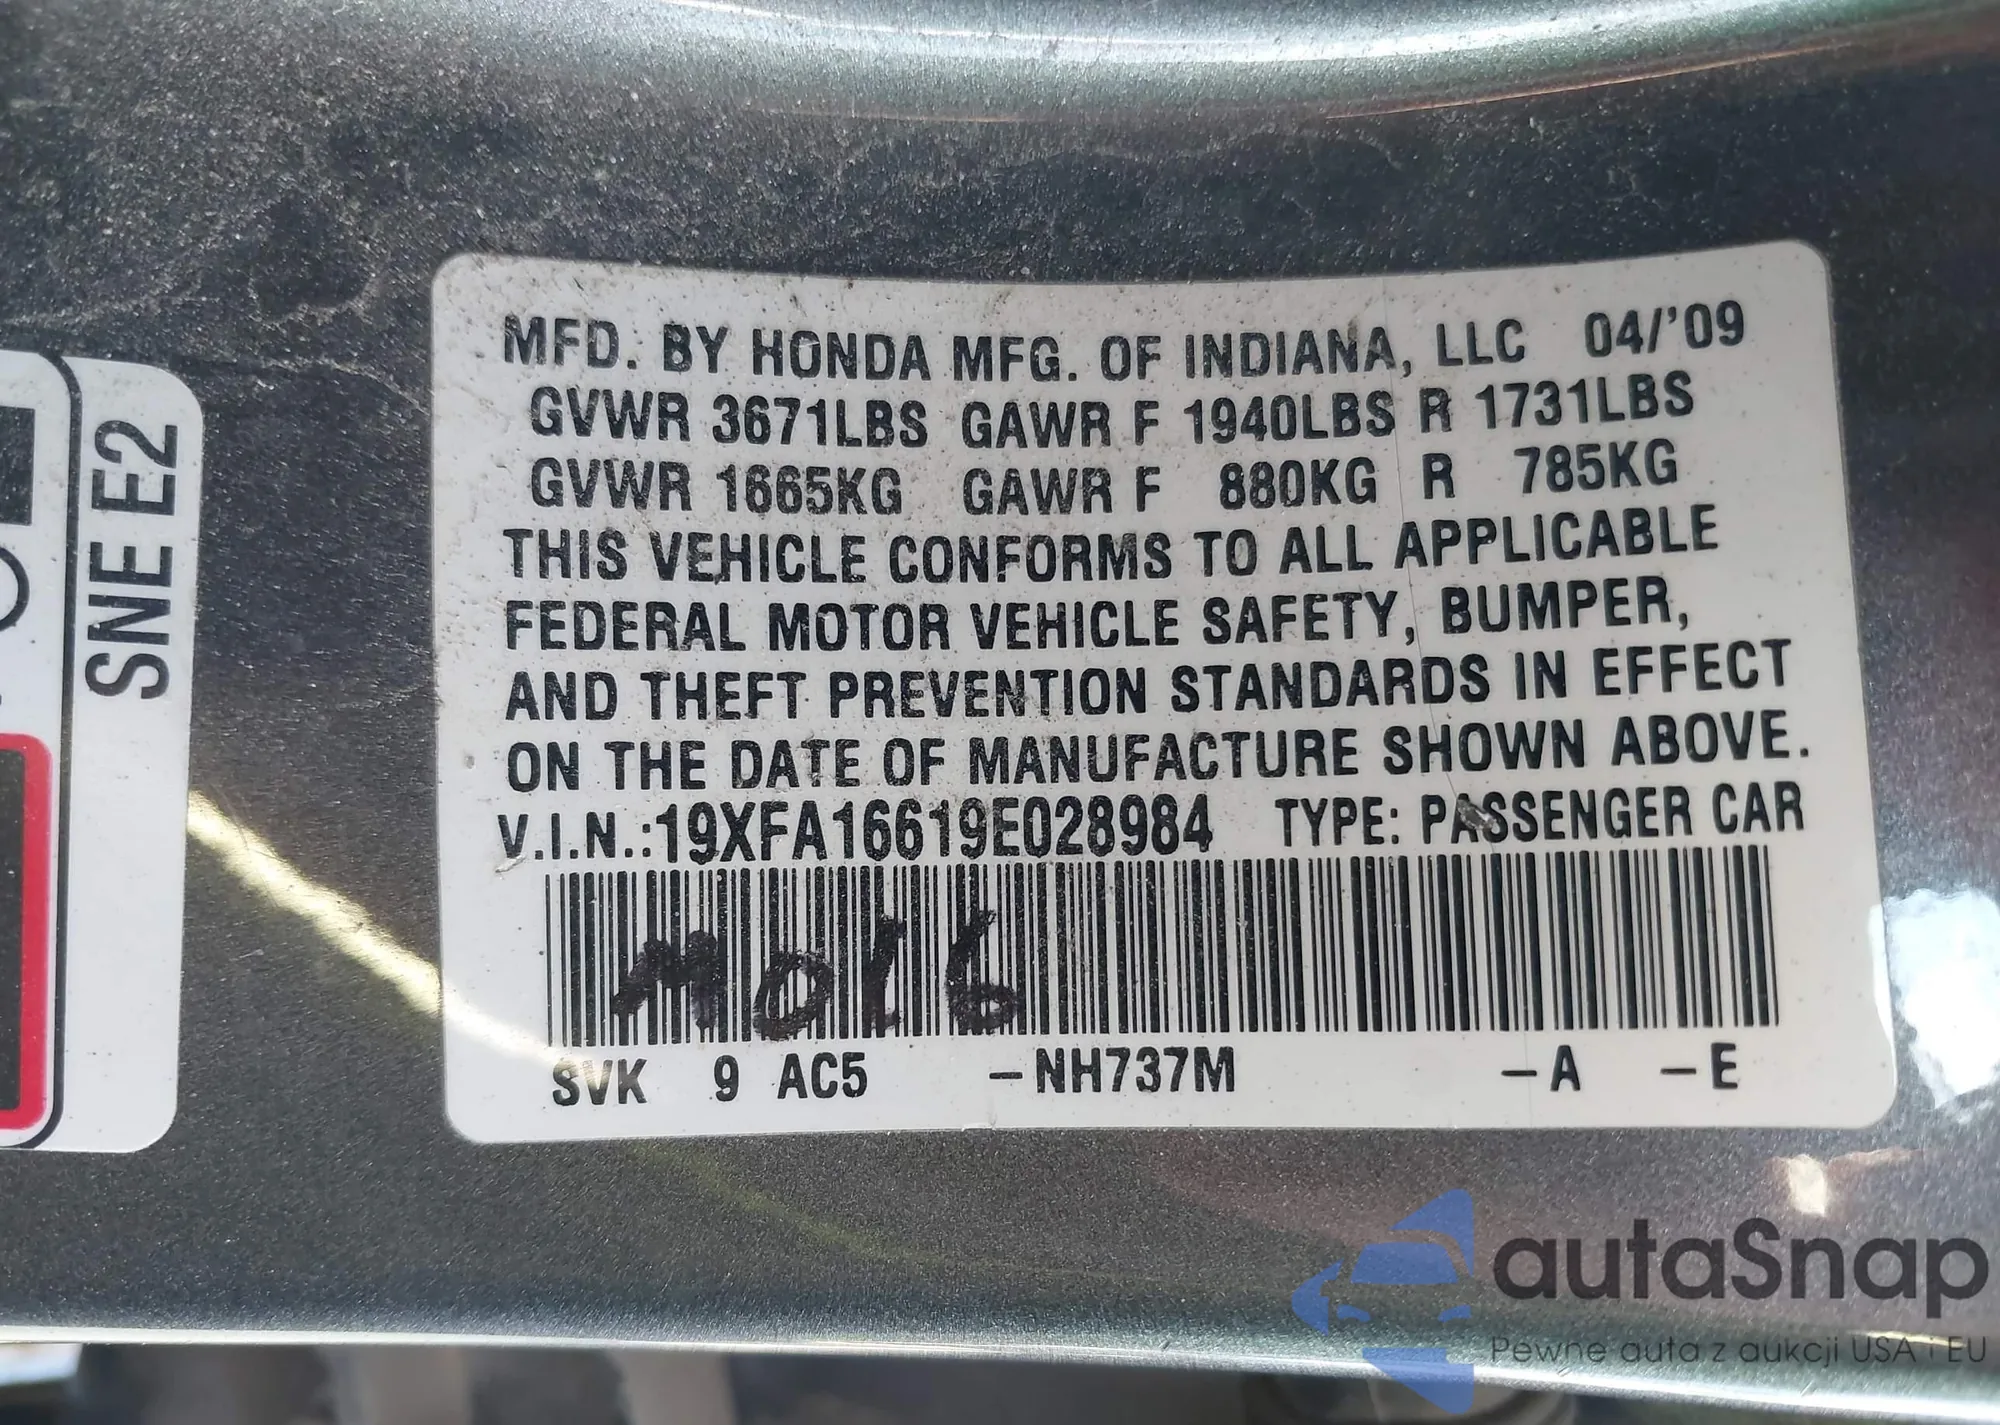 SNE E2
MFD. BY HONDA MFG. OF INDIANA, LLC 04/'09
GVWR 3671LBS GAWR F 1940LBS R 1731LBS
GVWR 1665KG GAWR F 880KG R 785KG
THIS VEHICLE CONFORMS TO ALL APPLICABLE
FEDERAL MOTOR VEHICLE SAFETY, BUMPER,
AND THEFT PREVENTION STANDARDS IN EFFECT
ON THE DATE OF MANUFACTURE SHOWN ABOVE.
V.I.N.:19XFA16619E028984 TYPE: PASSENGER CAR
M016
SVK 9 AC5 -NH737M -A -E
autaSnap
Pewne auta z aukcji USA i EU